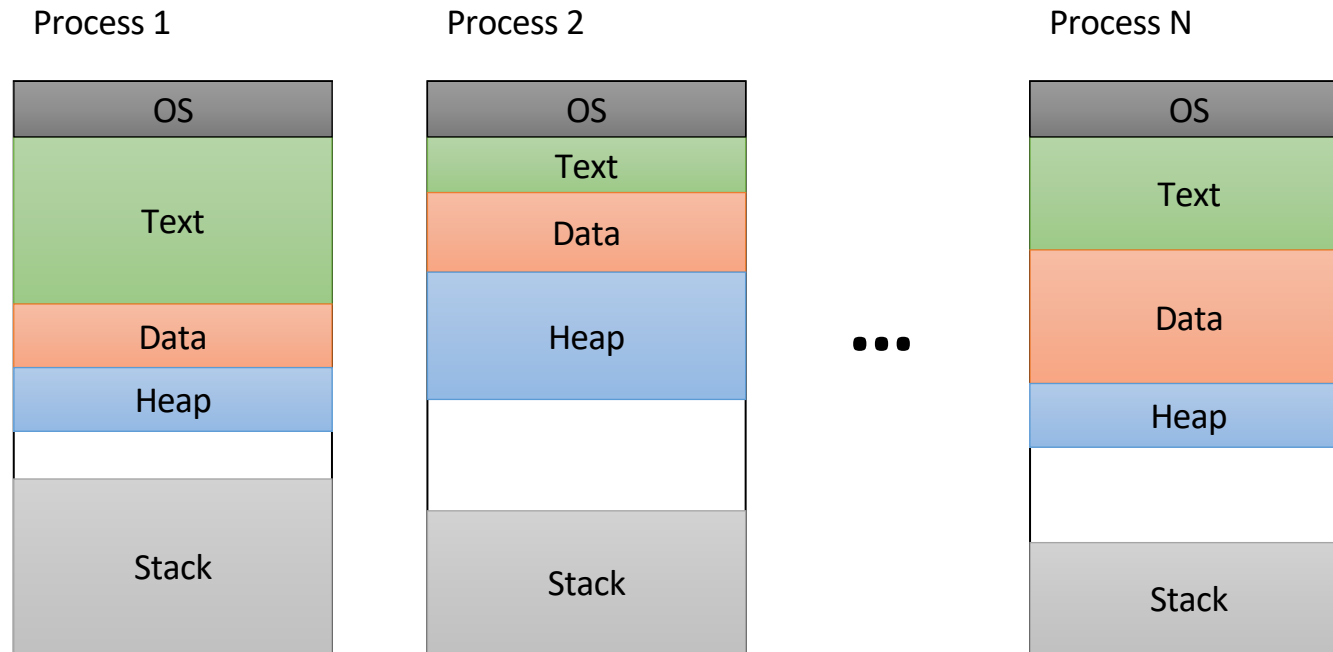 Process 1
OS
Text
Data
Heap
Stack
Process 2
OS
Text
Data
Heap
Stack
...
Process N
OS
Text
Data
Heap
Stack